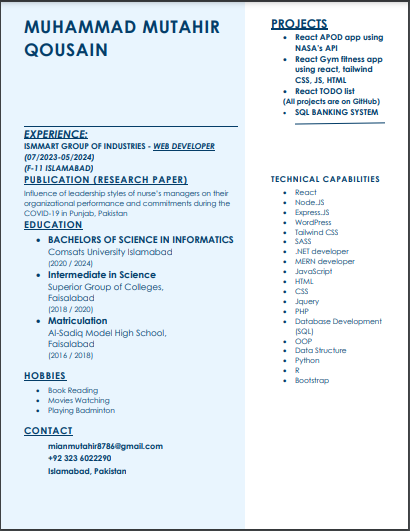 MUHAMMAD MUTAHIR
QOUSAIN
EXPERIENCE:
ISMMART GROUP OF INDUSTRIES - WEB DEVELOPER
(07/2023-05/2024)
(F-11 ISLAMABAD)
PUBLICATION (RESEARCH PAPER)
Influence of leadership styles of nurse's managers on their
organizational performance and commitments during the
COVID-19 in Punjab, Pakistan
EDUCATION
• BACHELORS OF SCIENCE IN INFORMATICS
Comsats University Islamabad
(2020 / 2024)
• Intermediate in Science
Superior Group of Colleges,
Faisalabad
(2018 / 2020)
• Matriculation
Al-Sadiq Model High School,
Faisalabad
(2016 / 2018)
HOBBIES
• Book Reading
• Movies Watching
• Playing Badminton
CONTACT
mianmutahir8786@gmail.com
+92 323 6022290
Islamabad, Pakistan
PROJECTS
• React APOD app using
NASA's API
• React Gym fitness app
using react, tailwind
CSS, JS, HTML
• React TODO list
(All projects are on GitHub)
• SQL BANKING SYSTEM
TECHNICAL CAPABILITIES
• React
• Node.JS
• Express.JS
• WordPress
• Tailwind CSS
• SASS
• .NET developer
• MERN developer
• JavaScript
• HTML
• CSS
• Jquery
• PHP
• Database Development
(SQL)
• OOP
• Data Structure
• Python
• R
• Bootstrap